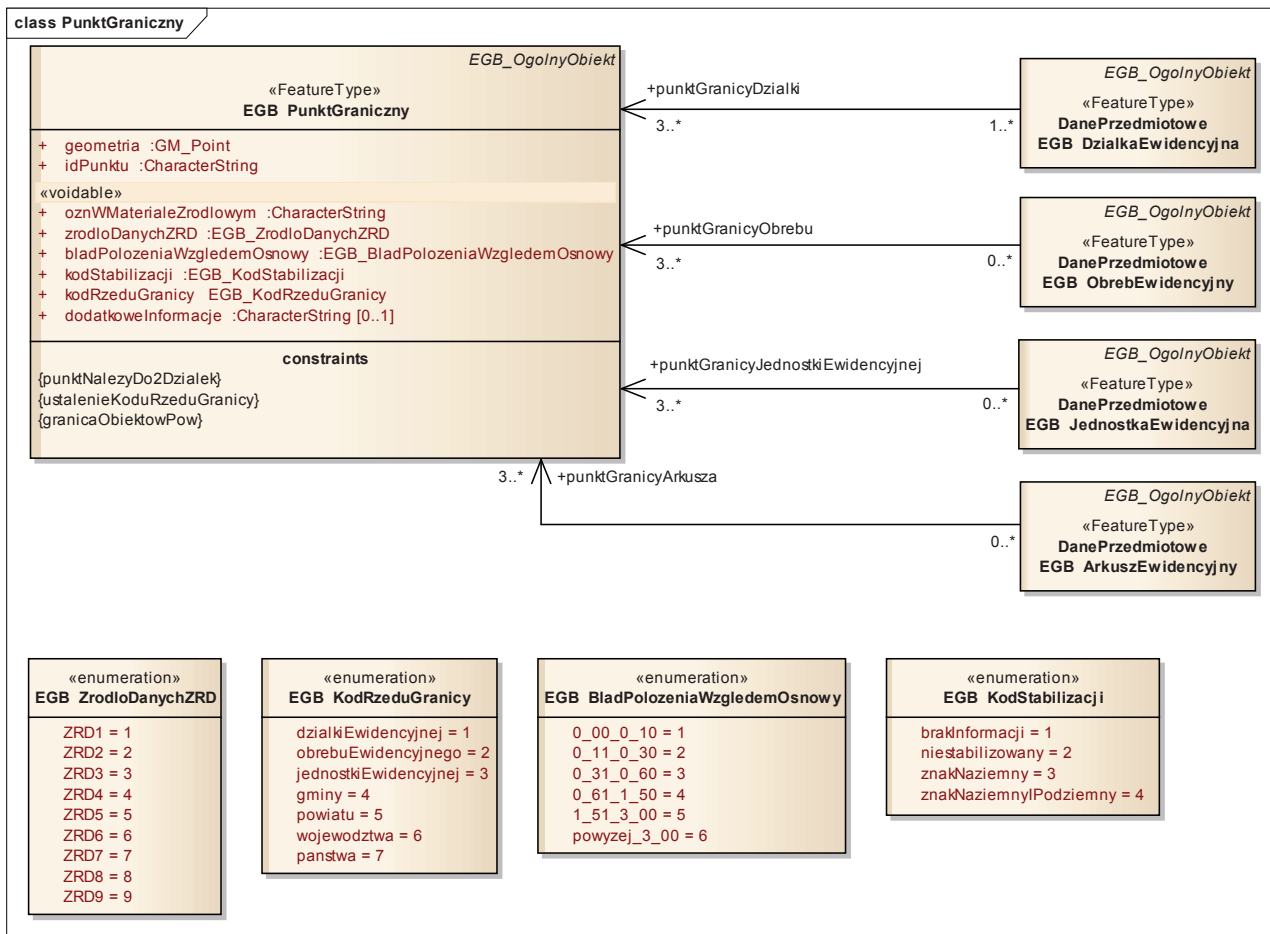 class PunktGraniczny
EGB_OgolnyObiekt
«FeatureType»
EGB_PunktGraniczny
+ geometria :GM_Point
+ idPunktu :CharacterString
«voidable»
+ oznWMaterialeZrodlowym :CharacterString
+ zrodloDanychZRD :EGB_ZrodloDanychZRD
+ bladPolozeniaWzgledemOsnowy :EGB_BladPolozeniaWzgledemOsnowy
+ kodStabilizacji :EGB_KodStabilizacji
+ kodRzeduGranicy EGB_KodRzeduGranicy
+ dodatkoweInformacje :CharacterString [0..1]
constraints
{punktNalezyDo2Dzialek}
{ustalenieKoduRzeduGranicy}
{granicaObiektowPow}
+punktGranicyDzialki
3..*
1..*
EGB_OgolnyObiekt
«FeatureType»
DanePrzedmiotowe
EGB_DzialkaEwidencyjna
+punktGranicyObrebu
3..*
0..*
EGB_OgolnyObiekt
«FeatureType»
DanePrzedmiotowe
EGB_ObrebEwidencyjny
+punktGranicyJednostkiEwidencyjnej
3..*
0..*
EGB_OgolnyObiekt
«FeatureType»
DanePrzedmiotowe
EGB_JednostkaEwidencyjna
3..*
+punktGranicyArkusza
0..*
EGB_OgolnyObiekt
«FeatureType»
DanePrzedmiotowe
EGB_ArkuszEwidencyjny
«enumeration»
EGB_ZrodloDanychZRD
ZRD1 = 1
ZRD2 = 2
ZRD3 = 3
ZRD4 = 4
ZRD5 = 5
ZRD6 = 6
ZRD7 = 7
ZRD8 = 8
ZRD9 = 9
«enumeration»
EGB_KodRzeduGranicy
dzialkiEwidencyjnej = 1
obrebuEwidencyjnego = 2
jednostkiEwidencyjnej = 3
gminy = 4
powiatu = 5
wojewodztwa = 6
panstwa = 7
«enumeration»
EGB_BladPolozeniaWzgledemOsnowy
0_00_0_10 = 1
0_11_0_30 = 2
0_31_0_60 = 3
0_61_1_50 = 4
1_51_3_00 = 5
powyzej_3_00 = 6
«enumeration»
EGB_KodStabilizacji
brakInformacji = 1
niestabilizowany = 2
znakNaziemny = 3
znakNaziemnyIPodziemny = 4